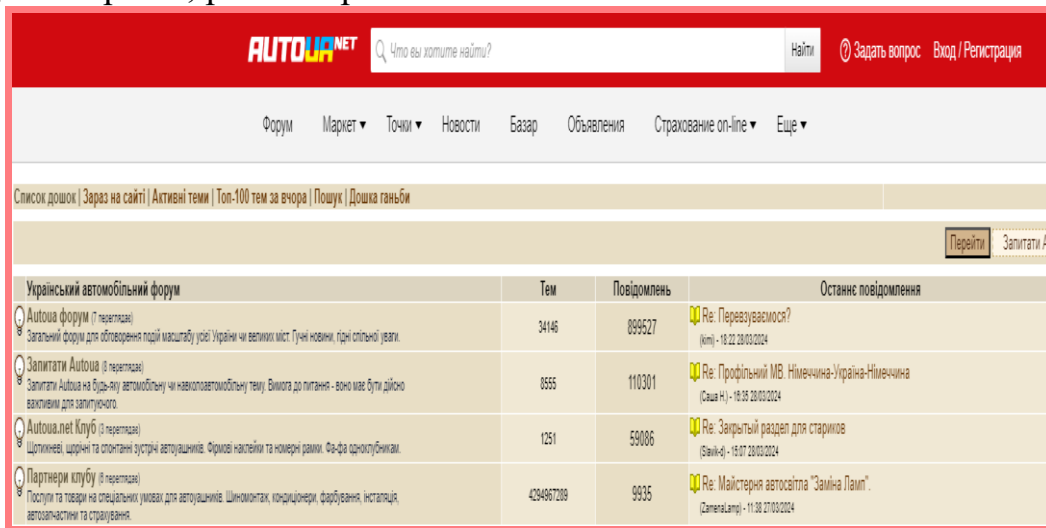 AUTOUA NET Что вы хотите найти? Найти Задать вопрос Вход / Регистрация
Форум Маркет ▾ Точки ▾ Новости Базар Объявления Страхование on-line ▾ Еще ▾
Список дошок | Зараз на сайті | Активні теми | Топ-100 тем за вчора | Пошук | Дошка ганьби
Перейти Запитати A
Український автомобільний форум Тем Повідомлень Останнє повідомлення
Autoua форум (7 переглядає) 34146 899527 Re: Перевзуваємося?
Загальний форум для обговорення подій масштабу усієї України чи великих міст. Гучні новини, гідні спільної уваги. (kimi) - 18:22 28/03/2024
Запитати Autoua (8 переглядає) 8555 110301 Re: Профільний МВ. Німеччина-Україна-Німеччина
Запитати Autoua на будь-яку автомобільну чи навколоавтомобільну тему. Вимога до питання - воно має бути дійсно (Саша Н.) - 16:35 28/03/2024
важливим для запитуючого.
Autoua.net Клуб (3 переглядає) 1251 59086 Re: Закрытый раздел для стариков
Щотижневі, щорічні та спонтанні зустрічі автоуашників. Фірмові наклейки та номерні рамки. Фа-фа одноклубникам. (Slavik-d) - 15:07 28/03/2024
Партнери клубу (6 переглядає) 4294967289 9935 Re: Майстерня автосвітла "Заміна Ламп".
Послуги та товари на спеціальних умовах для автоуашників. Шиномонтаж, кондиціонери, фарбування, інсталяція, (ZamenaLamp) - 11:38 27/03/2024
автозапчастини та страхування.